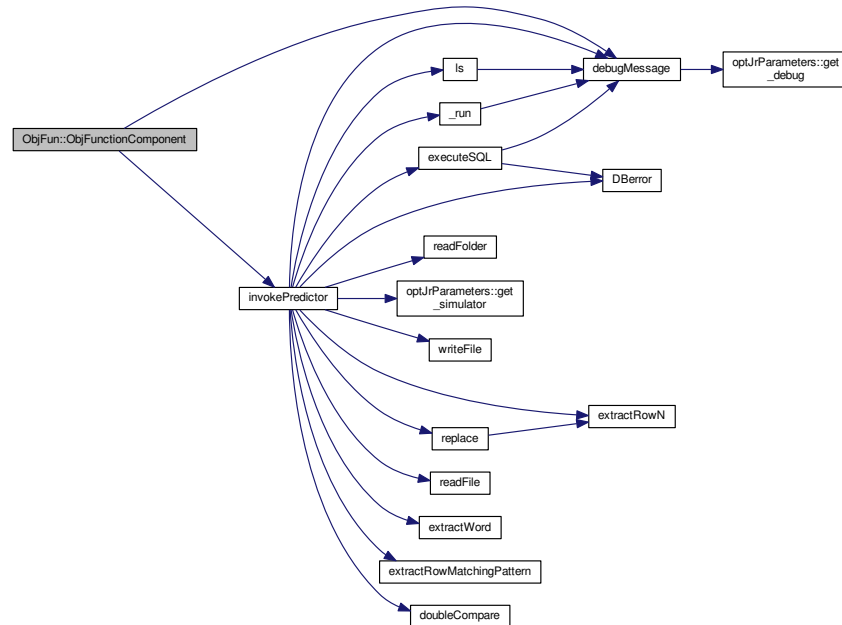 ls
debugMessage
optJrParameters::get
_debug
_run
ObjFun::ObjFunctionComponent
executeSQL
DBerror
readFolder
invokePredictor
optJrParameters::get
_simulator
writeFile
extractRowN
replace
readFile
extractWord
extractRowMatchingPattern
doubleCompare